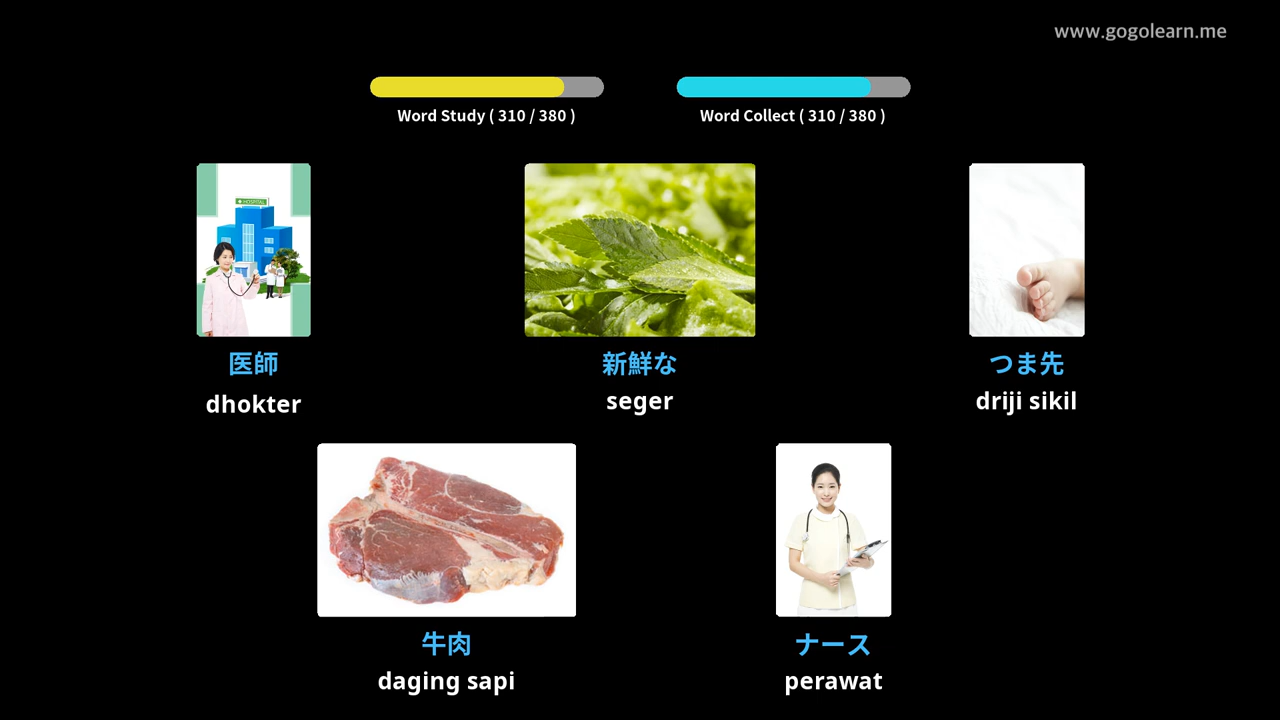 www.gogolearn.me
Word Study ( 310 / 380 )
Word Collect ( 310 / 380 )
HOSPITAL
医師
dhokter
新鮮な
seger
つま先
driji sikil
牛肉
daging sapi
ナース
perawat